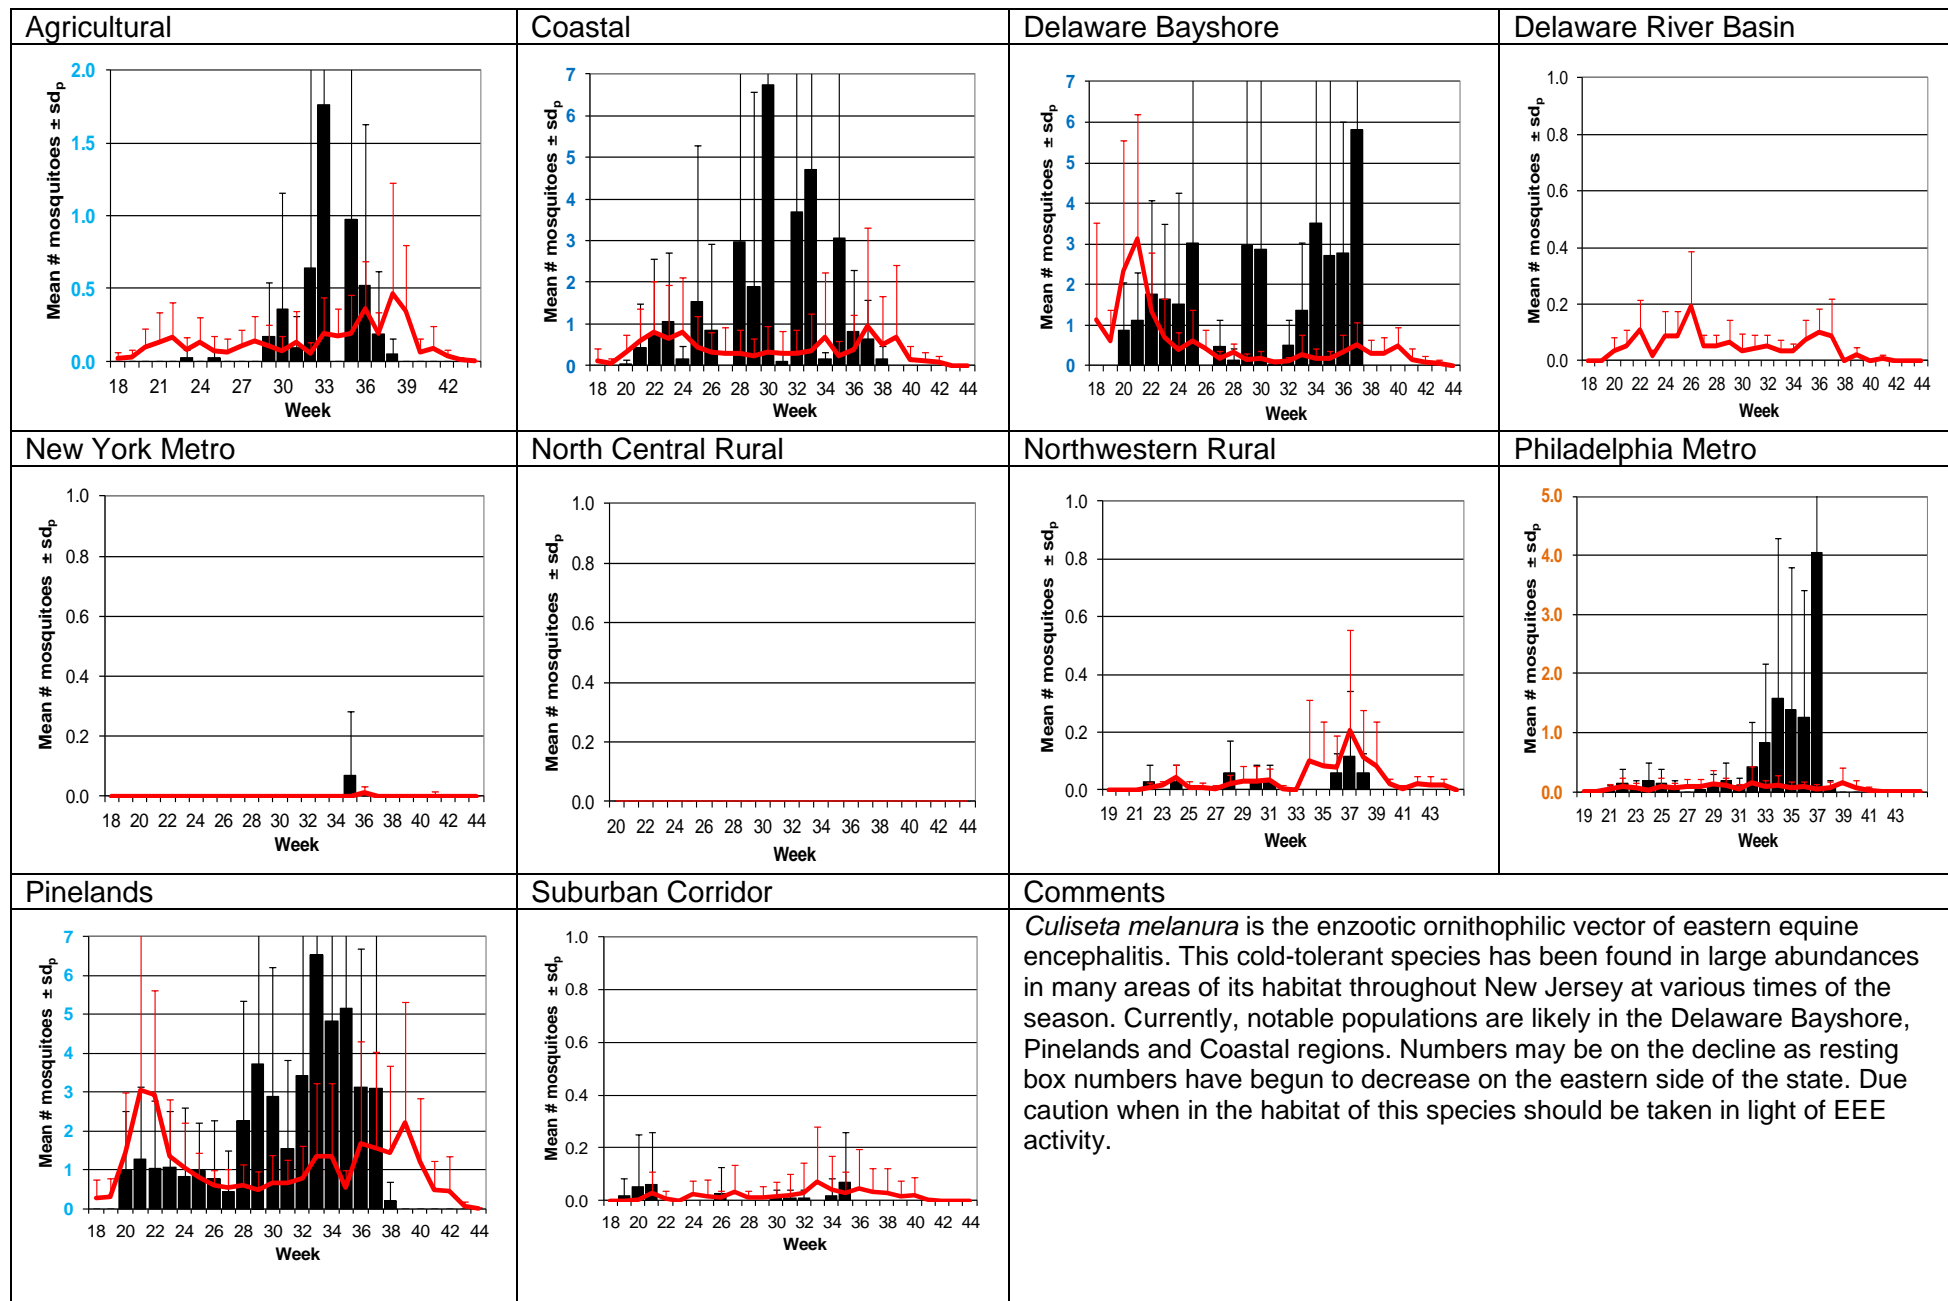 Agricultural
Mean # mosquitoes ± sdp
2.0
1.5
1.0
0.5
0.0
18 21 24 27 30 33 36 39 42
Week
Coastal
Mean # mosquitoes ± sdp
7
6
5
4
3
2
1
0
18 20 22 24 26 28 30 32 34 36 38 40 42 44
Week
Delaware Bayshore
Mean # mosquitoes ± sdp
7
6
5
4
3
2
1
0
18 20 22 24 26 28 30 32 34 36 38 40 42 44
Week
Delaware River Basin
Mean # mosquitoes ± sdp
1.0
0.8
0.6
0.4
0.2
0.0
18 20 22 24 26 28 30 32 34 36 38 40 42 44
Week
New York Metro
Mean # mosquitoes ± sdp
1.0
0.8
0.6
0.4
0.2
0.0
18 20 22 24 26 28 30 32 34 36 38 40 42 44
Week
North Central Rural
Mean # mosquitoes ± sdp
1.0
0.8
0.6
0.4
0.2
0.0
20 22 24 26 28 30 32 34 36 38 40 42 44
Week
Northwestern Rural
Mean # mosquitoes ± sdp
1.0
0.8
0.6
0.4
0.2
0.0
19 21 23 25 27 29 31 33 35 37 39 41 43
Week
Philadelphia Metro
Mean # mosquitoes ± sdp
5.0
4.0
3.0
2.0
1.0
0.0
19 21 23 25 27 29 31 33 35 37 39 41 43
Week
Pinelands
Mean # mosquitoes ± sdp
7
6
5
4
3
2
1
0
18 20 22 24 26 28 30 32 34 36 38 40 42 44
Week
Suburban Corridor
Mean # mosquitoes ± sdp
1.0
0.8
0.6
0.4
0.2
0.0
18 20 22 24 26 28 30 32 34 36 38 40 42 44
Week
Comments
Culiseta melanura is the enzootic ornithophilic vector of eastern equine
encephalitis. This cold-tolerant species has been found in large abundances
in many areas of its habitat throughout New Jersey at various times of the
season. Currently, notable populations are likely in the Delaware Bayshore,
Pinelands and Coastal regions. Numbers may be on the decline as resting
box numbers have begun to decrease on the eastern side of the state. Due
caution when in the habitat of this species should be taken in light of EEE
activity.